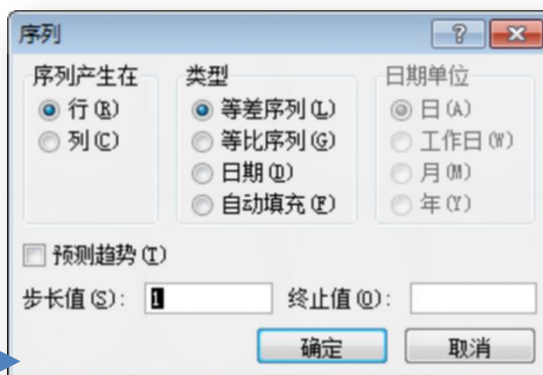 序列
序列产生在
行(R)
列(C)
类型
等差序列(L)
等比序列(G)
日期(D)
自动填充(F)
日期单位
日(A)
工作日(W)
月(M)
年(Y)
预测趋势(T)
步长值(S): 1
终止值(O):
确定 取消